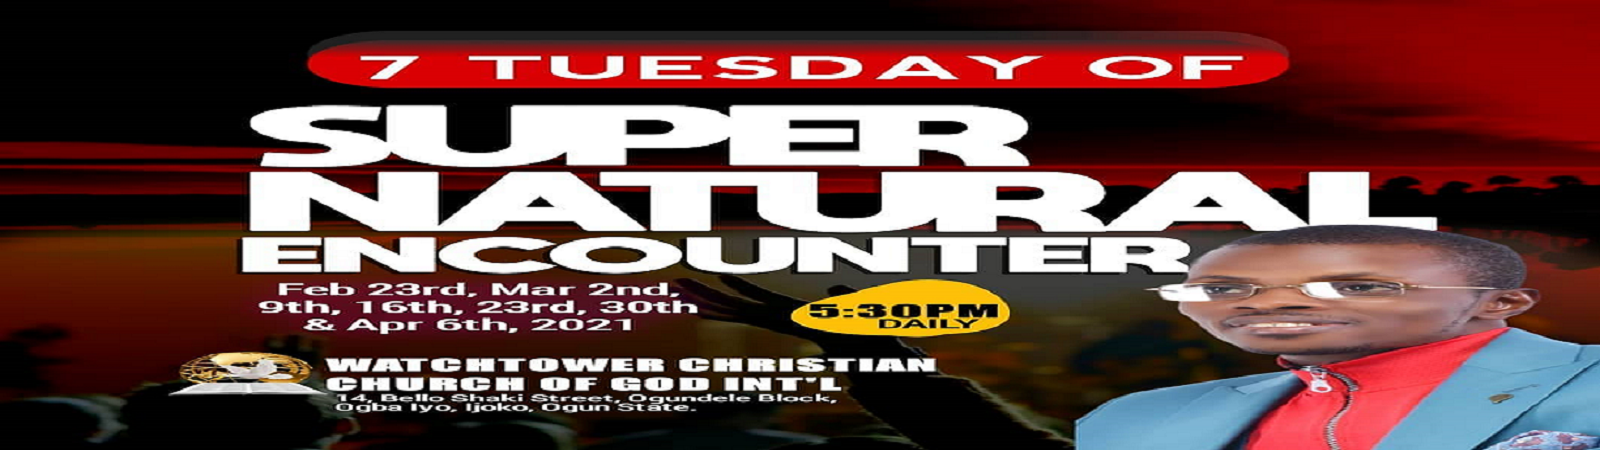 7 TUESDAY OF
SUPER
NATURAL
ENCOUNTER
Feb 23rd, Mar 2nd,
9th, 16th, 23rd, 30th
& Apr 6th, 2021
5:30PM
DAILY
WATCHTOWER CHRISTIAN
CHURCH OF GOD INT'L
14, Bello Shaki Street, Ogundele Block,
Ogba Iyo, Ijoko, Ogun State.